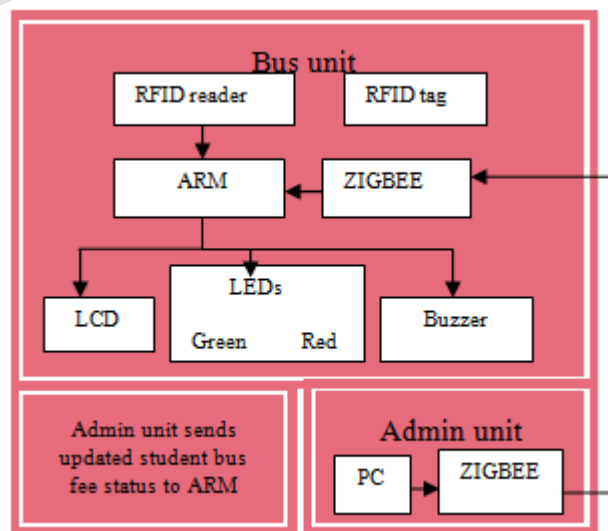 Bus unit
RFID reader
RFID tag
ARM
ZIGBEE
LCD
LEDs
Green Red
Buzzer
Admin unit sends
updated student bus
fee status to ARM
Admin unit
PC
ZIGBEE